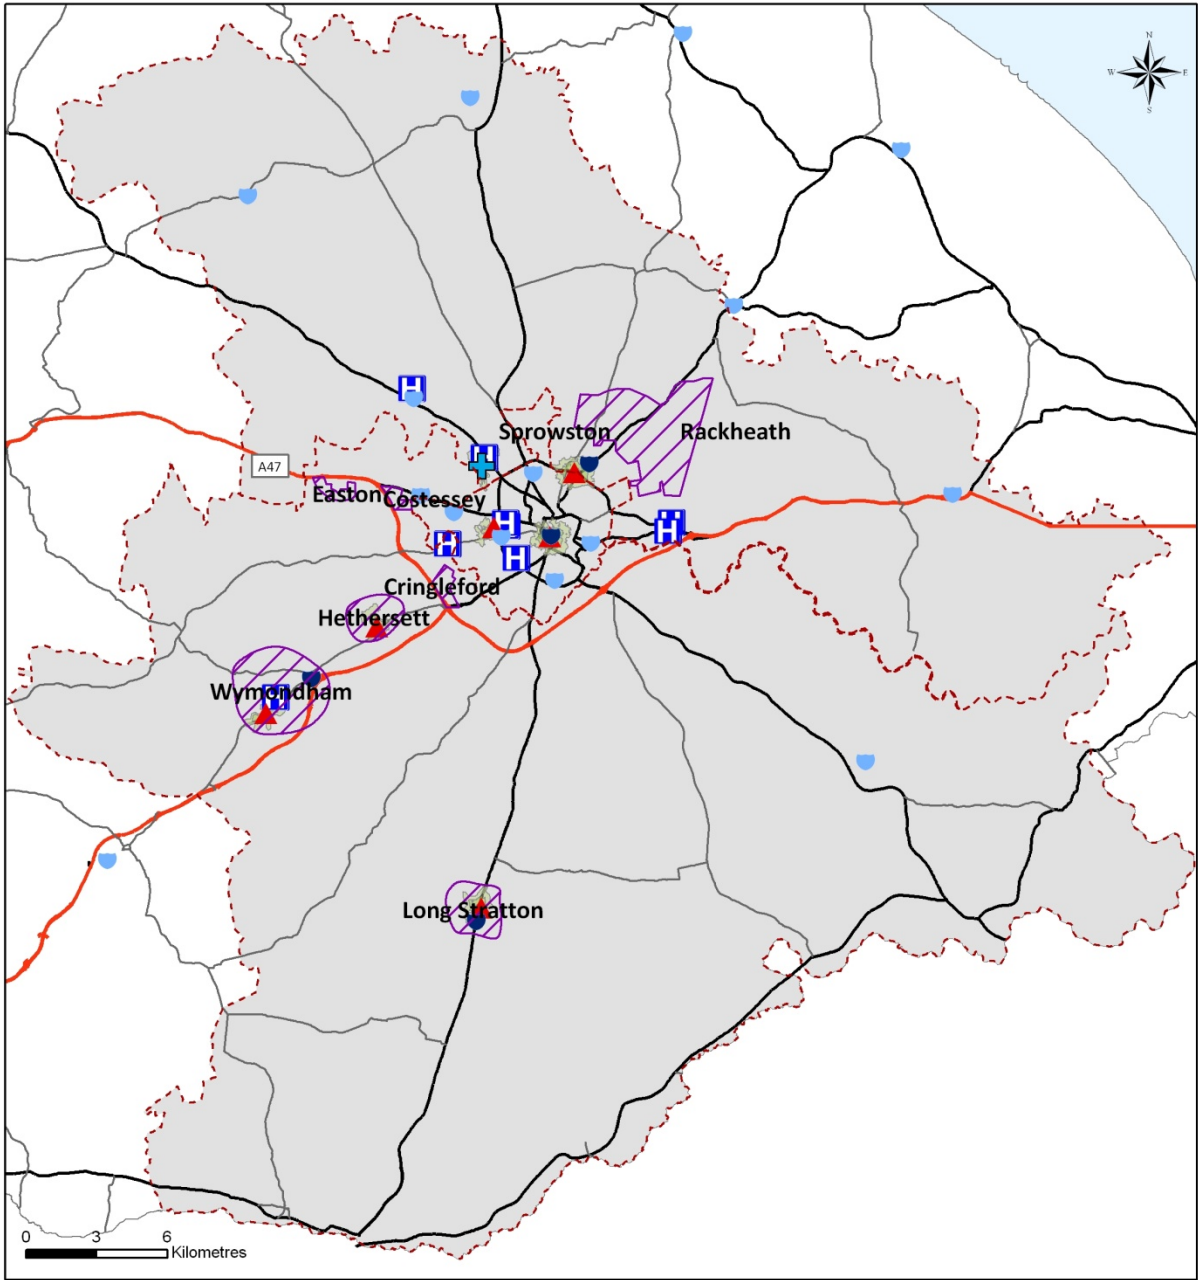 N
W E
S
H
Sprowston
Rackheath
H
A47
Easton
Costessey
H
H
H
H
H
Cringleford
Hethersett
Wymondham
H
Long Stratton
0 3 6
Kilometres